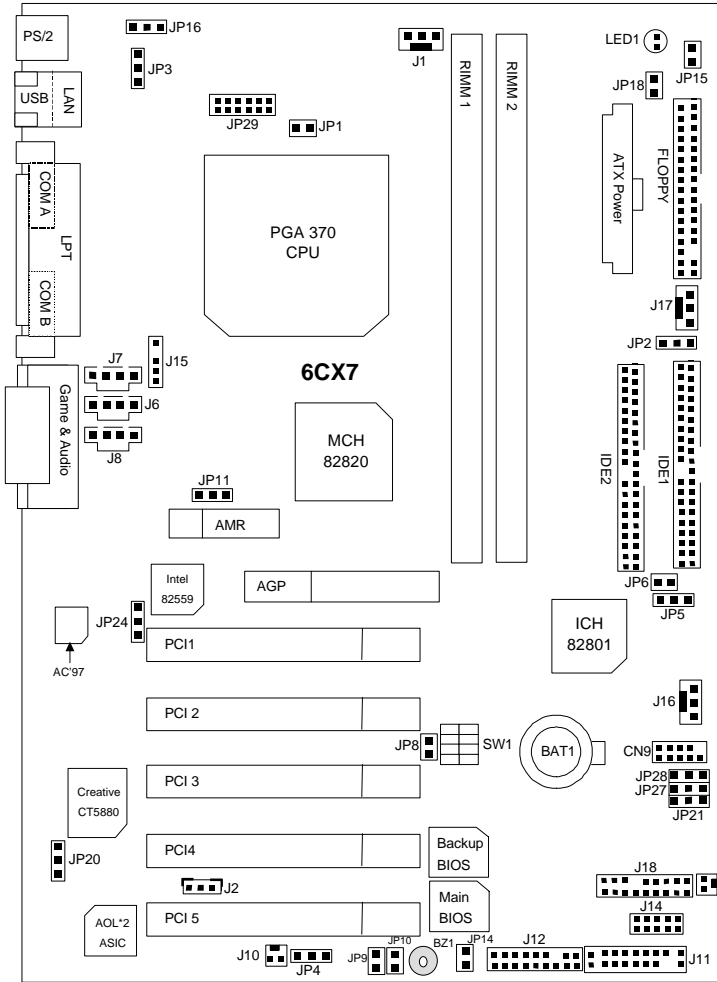 PS/2
JP16
JP3
J1
LED1
JP15
JP18
USB
LAN
JP29
JP1
RIMM 1
RIMM 2
ATX Power
FLOPPY
COM A
LPT
COM B
PGA 370
CPU
J17
JP2
J7
J15
J6
J8
6CX7
Game & Audio
MCH
82820
IDE2
IDE1
JP11
AMR
Intel
82559
AGP
JP6
JP5
JP24
ICH
82801
AC'97
PCI1
J16
PCI 2
JP8
SW1
BAT1
CN9
JP28
JP27
JP21
PCI 3
Creative
CT5880
JP20
PCI4
Backup
BIOS
J2
J18
Main
BIOS
J14
PCI 5
AOL*2
ASIC
J10
JP4
JP9
JP10
BZ1
JP14
J12
J11